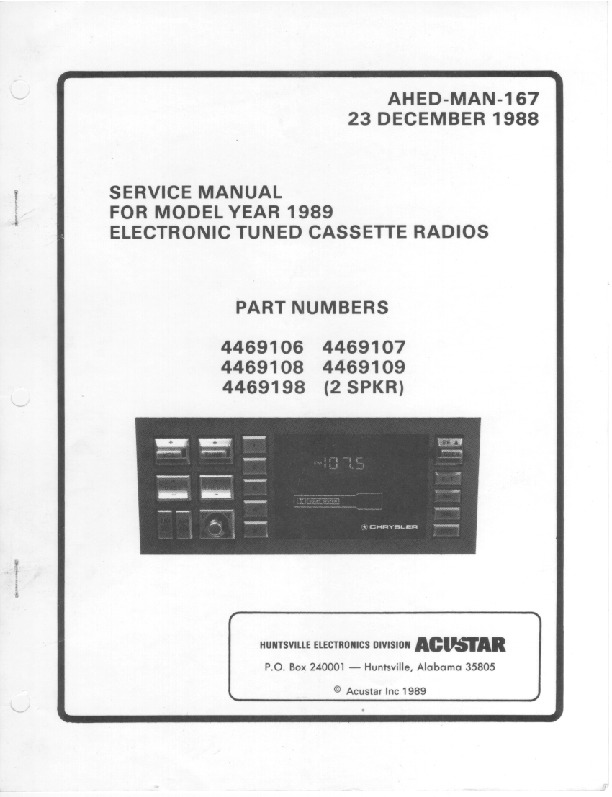 AHED-MAN-167
23 DECEMBER 1988
SERVICE MANUAL
FOR MODEL YEAR 1989
ELECTRONIC TUNED CASSETTE RADIOS
PART NUMBERS
4469106 4469107
4469108 4469109
4469198 (2 SPKR)
107.5
CHRYSLER
HUNTSVILLE ELECTRONICS DIVISION ACUSTAR
P.O. Box 240001 — Huntsville, Alabama 35805
© Acustar Inc 1989